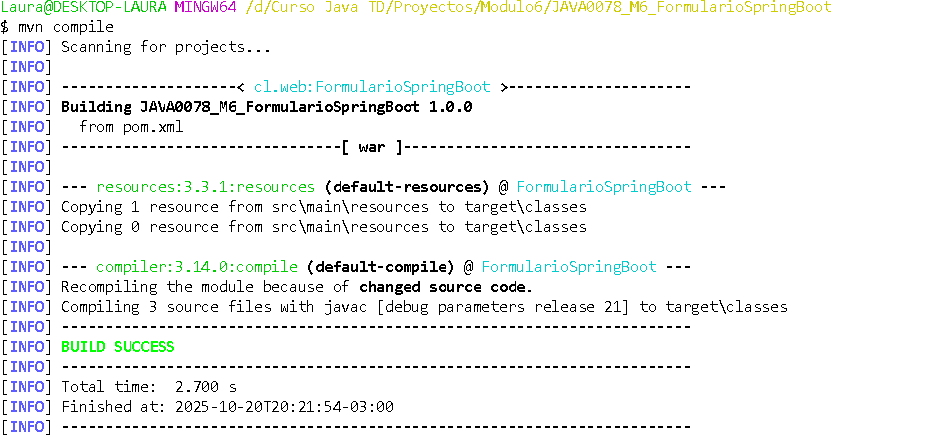 Laura@DESKTOP-LAURA MINGW64 /d/Curso Java TD/Proyectos/Modulo6/JAVA0078_M6_FormularioSpringBoot
$ mvn compile
[INFO] Scanning for projects...
[INFO]
[INFO] --------------------< cl.web:FormularioSpringBoot >---------------------
[INFO] Building JAVA0078_M6_FormularioSpringBoot 1.0.0
[INFO]   from pom.xml
[INFO] --------------------------------[ war ]---------------------------------
[INFO]
[INFO] --- resources:3.3.1:resources (default-resources) @ FormularioSpringBoot ---
[INFO] Copying 1 resource from src\main\resources to target\classes
[INFO] Copying 0 resource from src\main\resources to target\classes
[INFO]
[INFO] --- compiler:3.14.0:compile (default-compile) @ FormularioSpringBoot ---
[INFO] Recompiling the module because of changed source code.
[INFO] Compiling 3 source files with javac [debug parameters release 21] to target\classes
[INFO] ------------------------------------------------------------------------
[INFO] BUILD SUCCESS
[INFO] ------------------------------------------------------------------------
[INFO] Total time:  2.700 s
[INFO] Finished at: 2025-10-20T20:21:54-03:00
[INFO] ------------------------------------------------------------------------